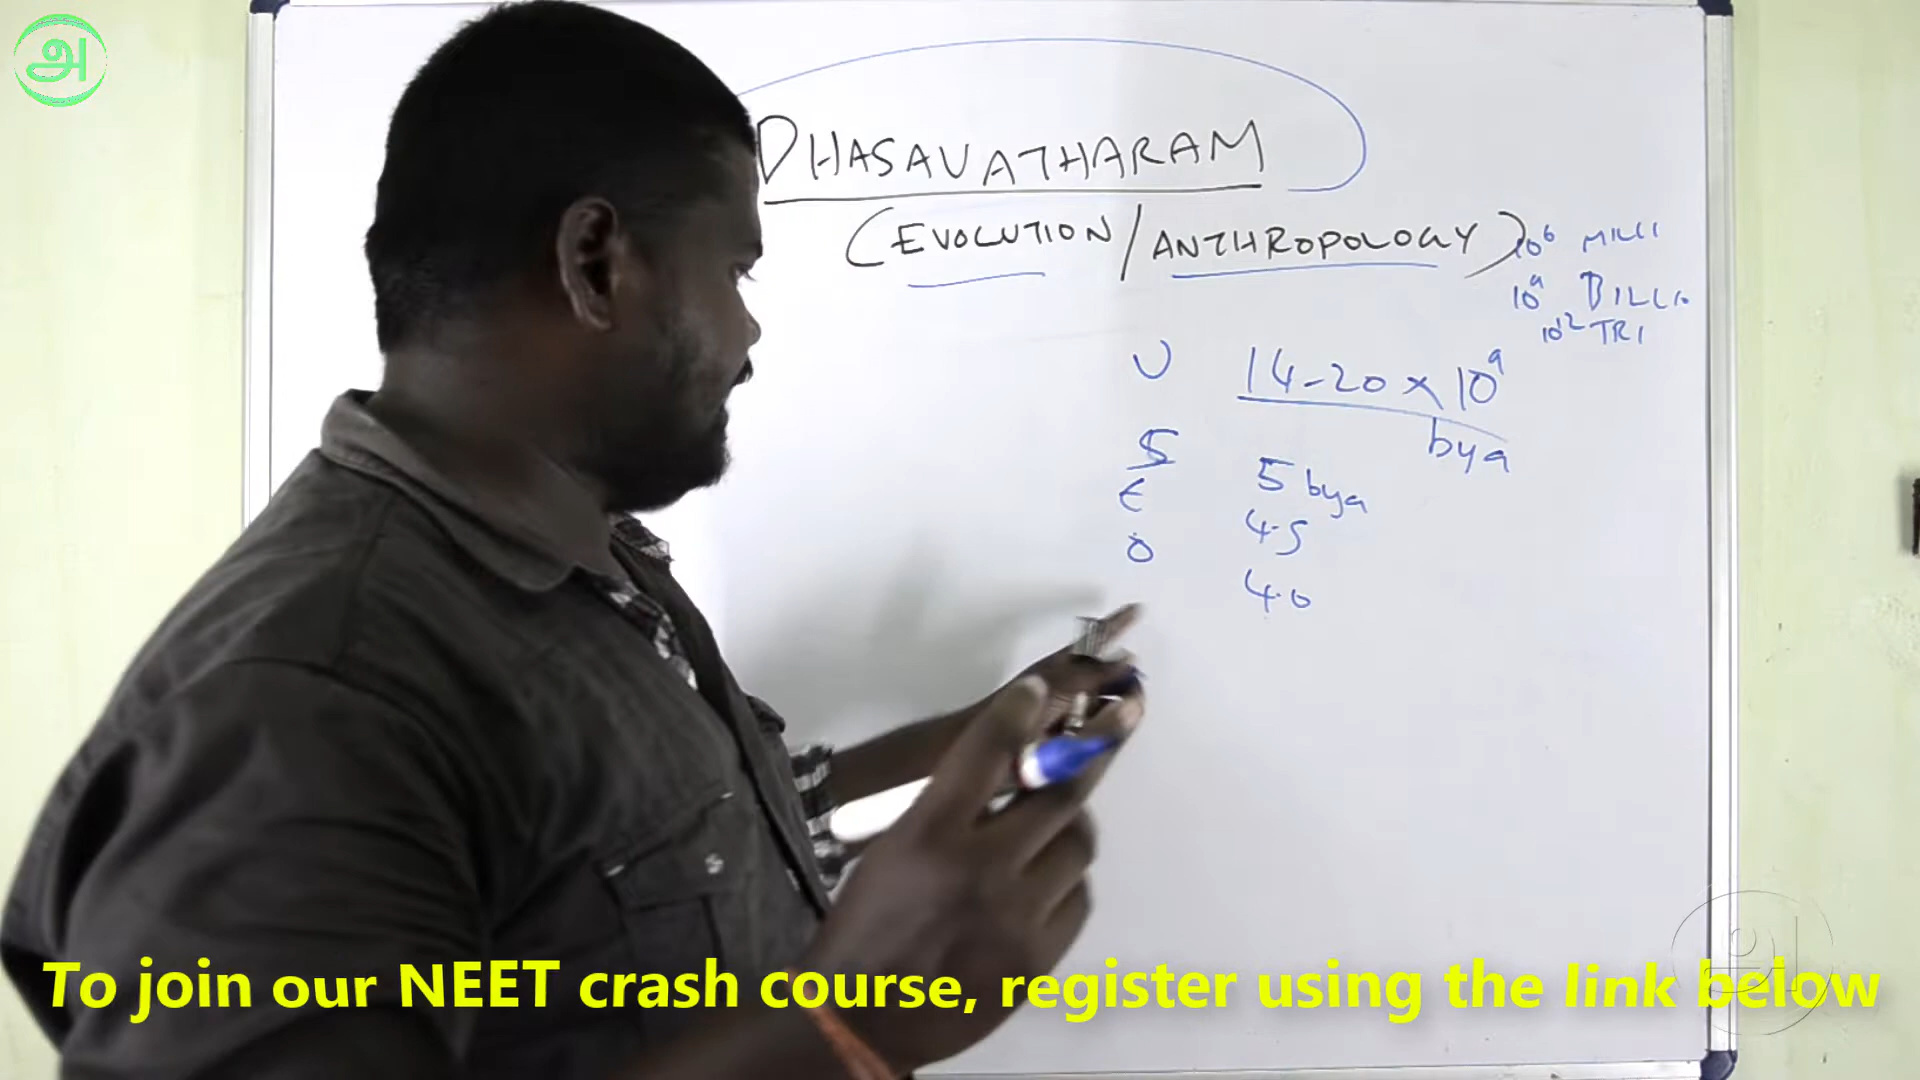 அ
DHASAVATHARAM
(EVOLUTION/ANTHROPOLOGY)
10⁶ MILLI
10⁹ BILLIO
10¹² TRI
U 14-20 × 10⁹
bya
S 5 bya
E 4.5
O 4.0
அ
To join our NEET crash course, register using the link below